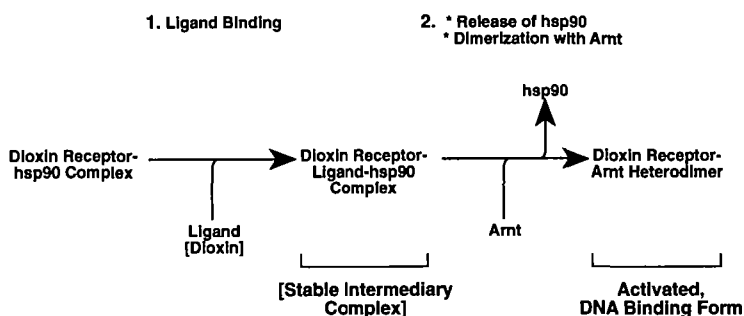 1. Ligand Binding
2. * Release of hsp90
* Dimerization with Arnt
hsp90
Dioxin Receptor-
hsp90 Complex
Dioxin Receptor-
Ligand-hsp90
Complex
Dioxin Receptor-
Arnt Heterodimer
Ligand
[Dioxin]
Arnt
[Stable Intermediary
Complex]
Activated,
DNA Binding Form